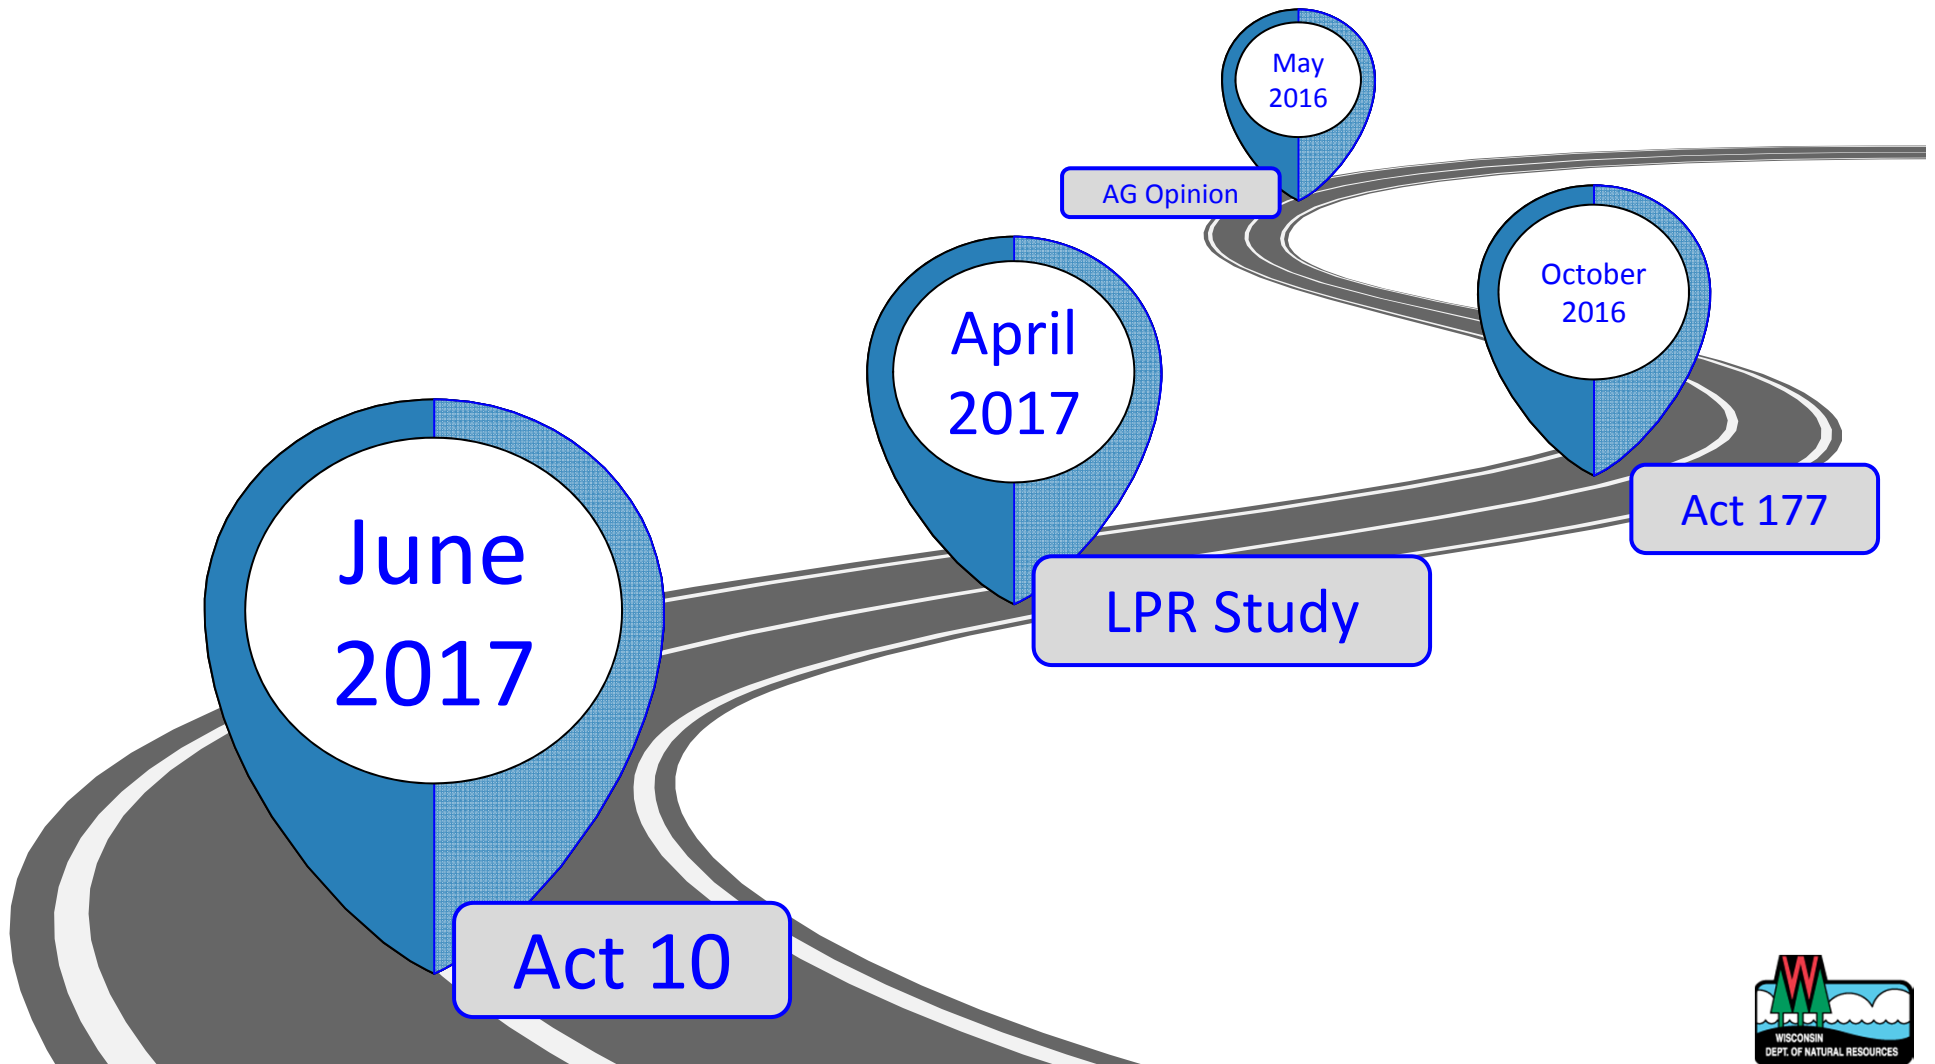 May
2016
AG Opinion
October
2016
Act 177
April
2017
LPR Study
June
2017
Act 10
WISCONSIN
DEPT. OF NATURAL RESOURCES